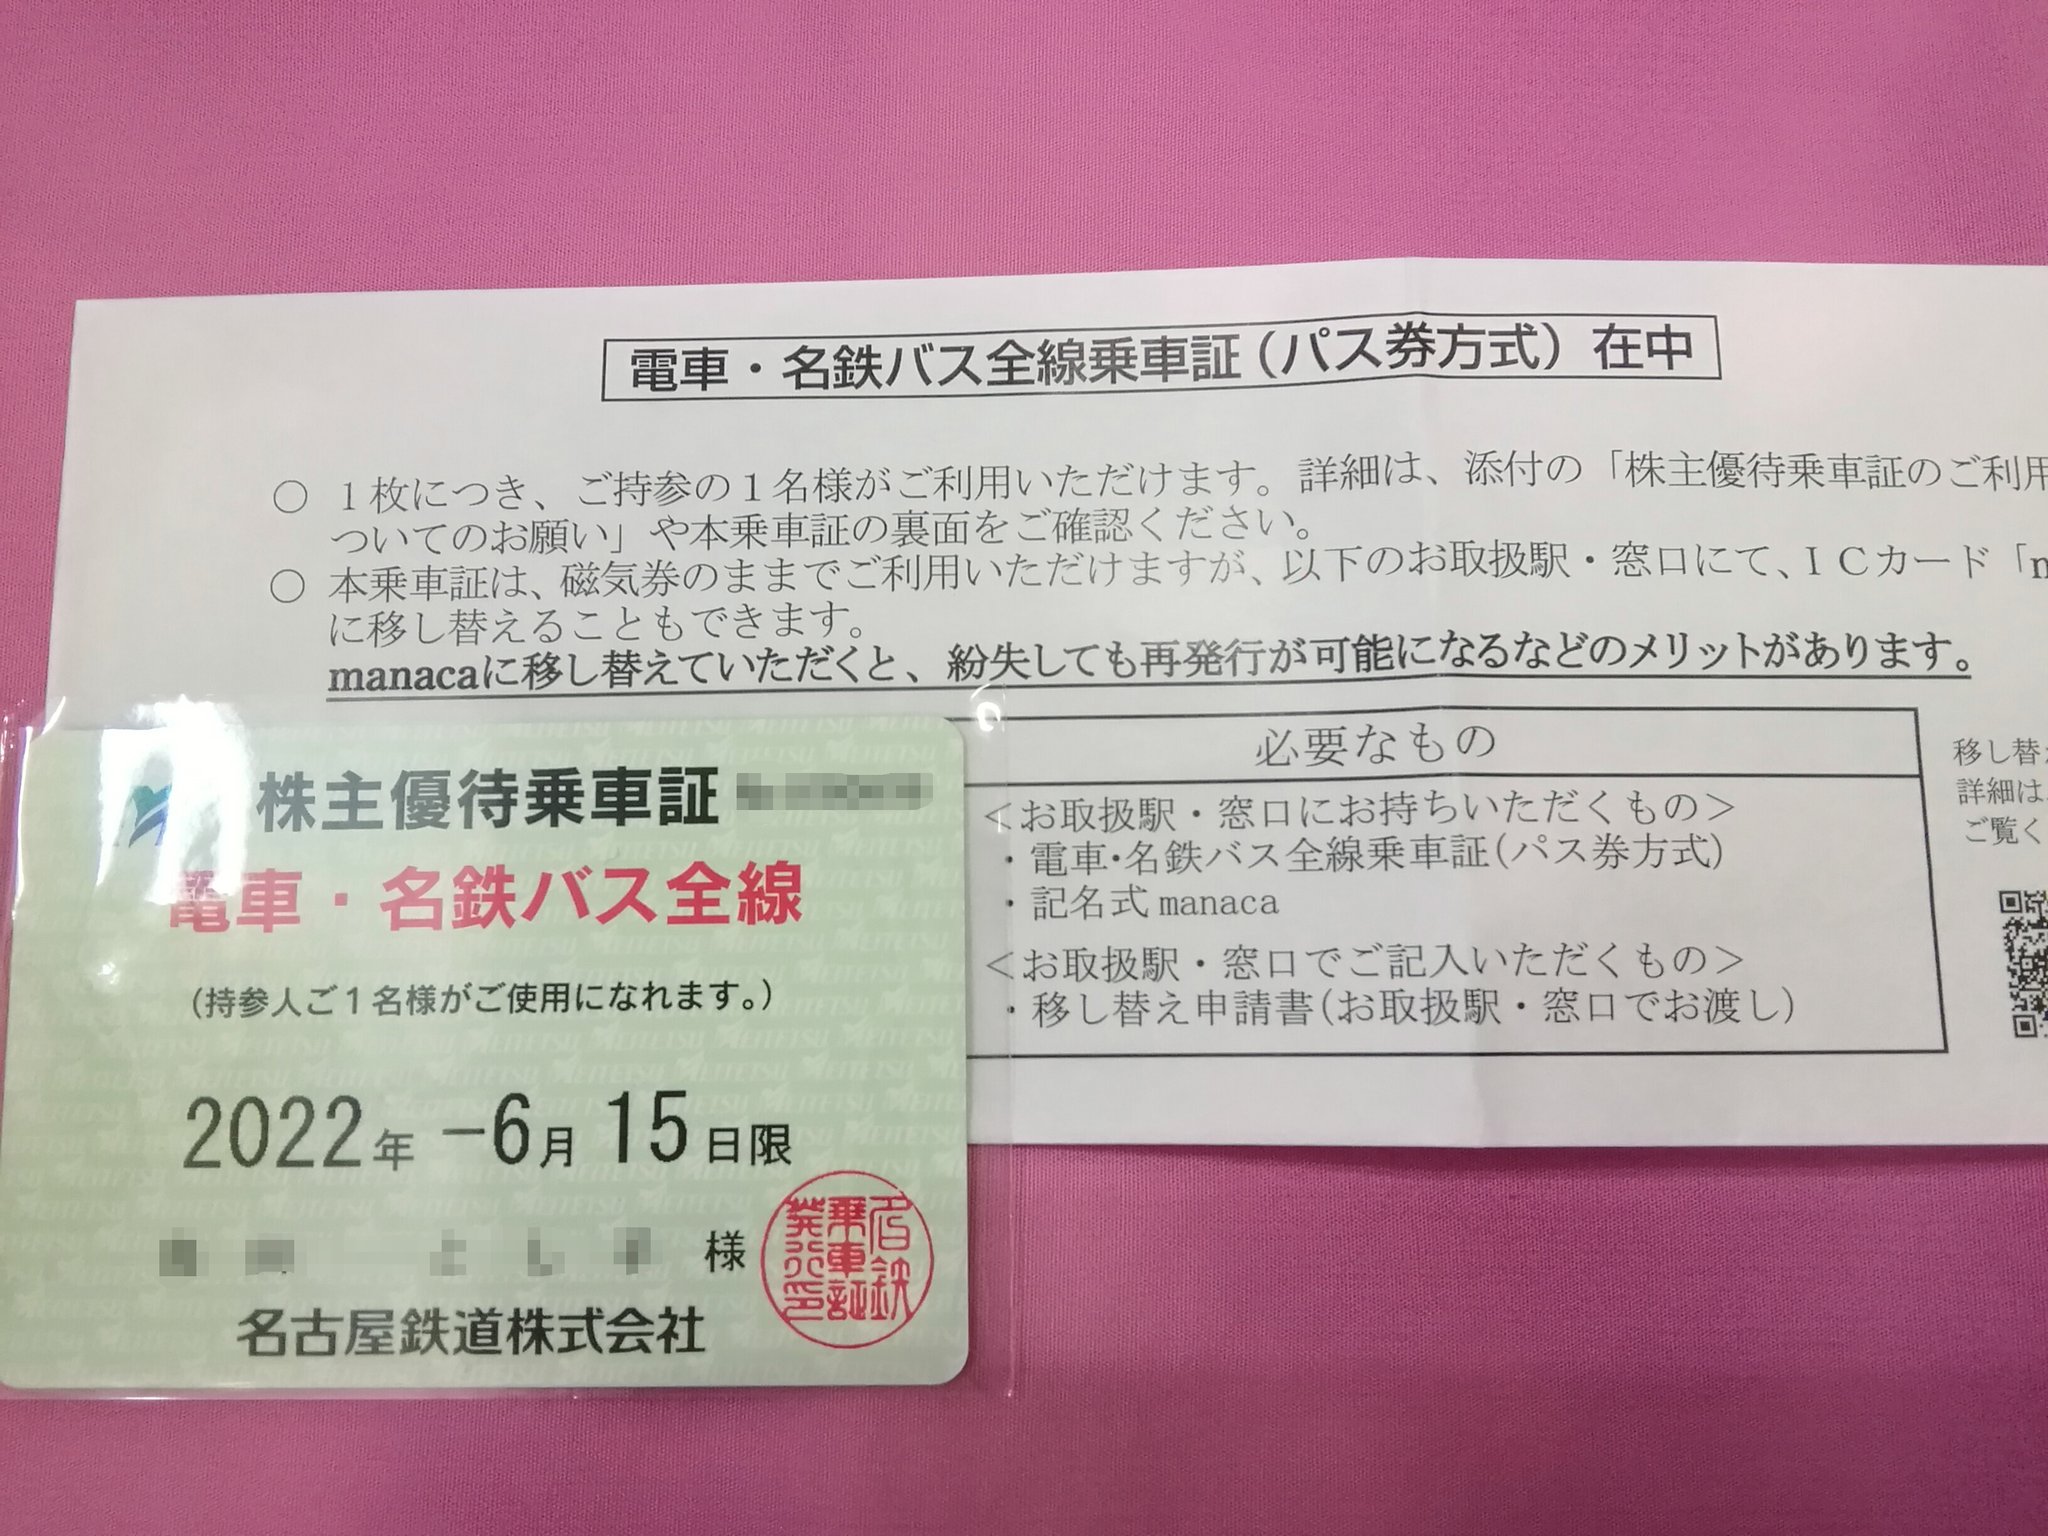 電車・名鉄バス全線乗車証(パス券方式)在中
○ 1枚につき、ご持参の1名様がご利用いただけます。詳細は、添付の「株主優待乗車証のご利用
ついてのお願い」や本乗車証の裏面をご確認ください。
○ 本乗車証は、磁気券のままでご利用いただけますが、以下のお取扱駅・窓口にて、ICカード「m
に移し替えることもできます。
manacaに移し替えていただくと、紛失しても再発行が可能になるなどのメリットがあります。
必要なもの
<お取扱駅・窓口にお持ちいただくもの>
・電車・名鉄バス全線乗車証(パス券方式)
・記名式 manaca
<お取扱駅・窓口でご記入いただくもの>
・移し替え申請書(お取扱駅・窓口でお渡し)
移し替え
詳細は、
ご覧く
株主優待乗車証
電車・名鉄バス全線
(持参人ご1名様がご使用になれます。)
2022年 -6月 15日限
様
名古屋鉄道株式会社
名鉄
乗車証
発行印